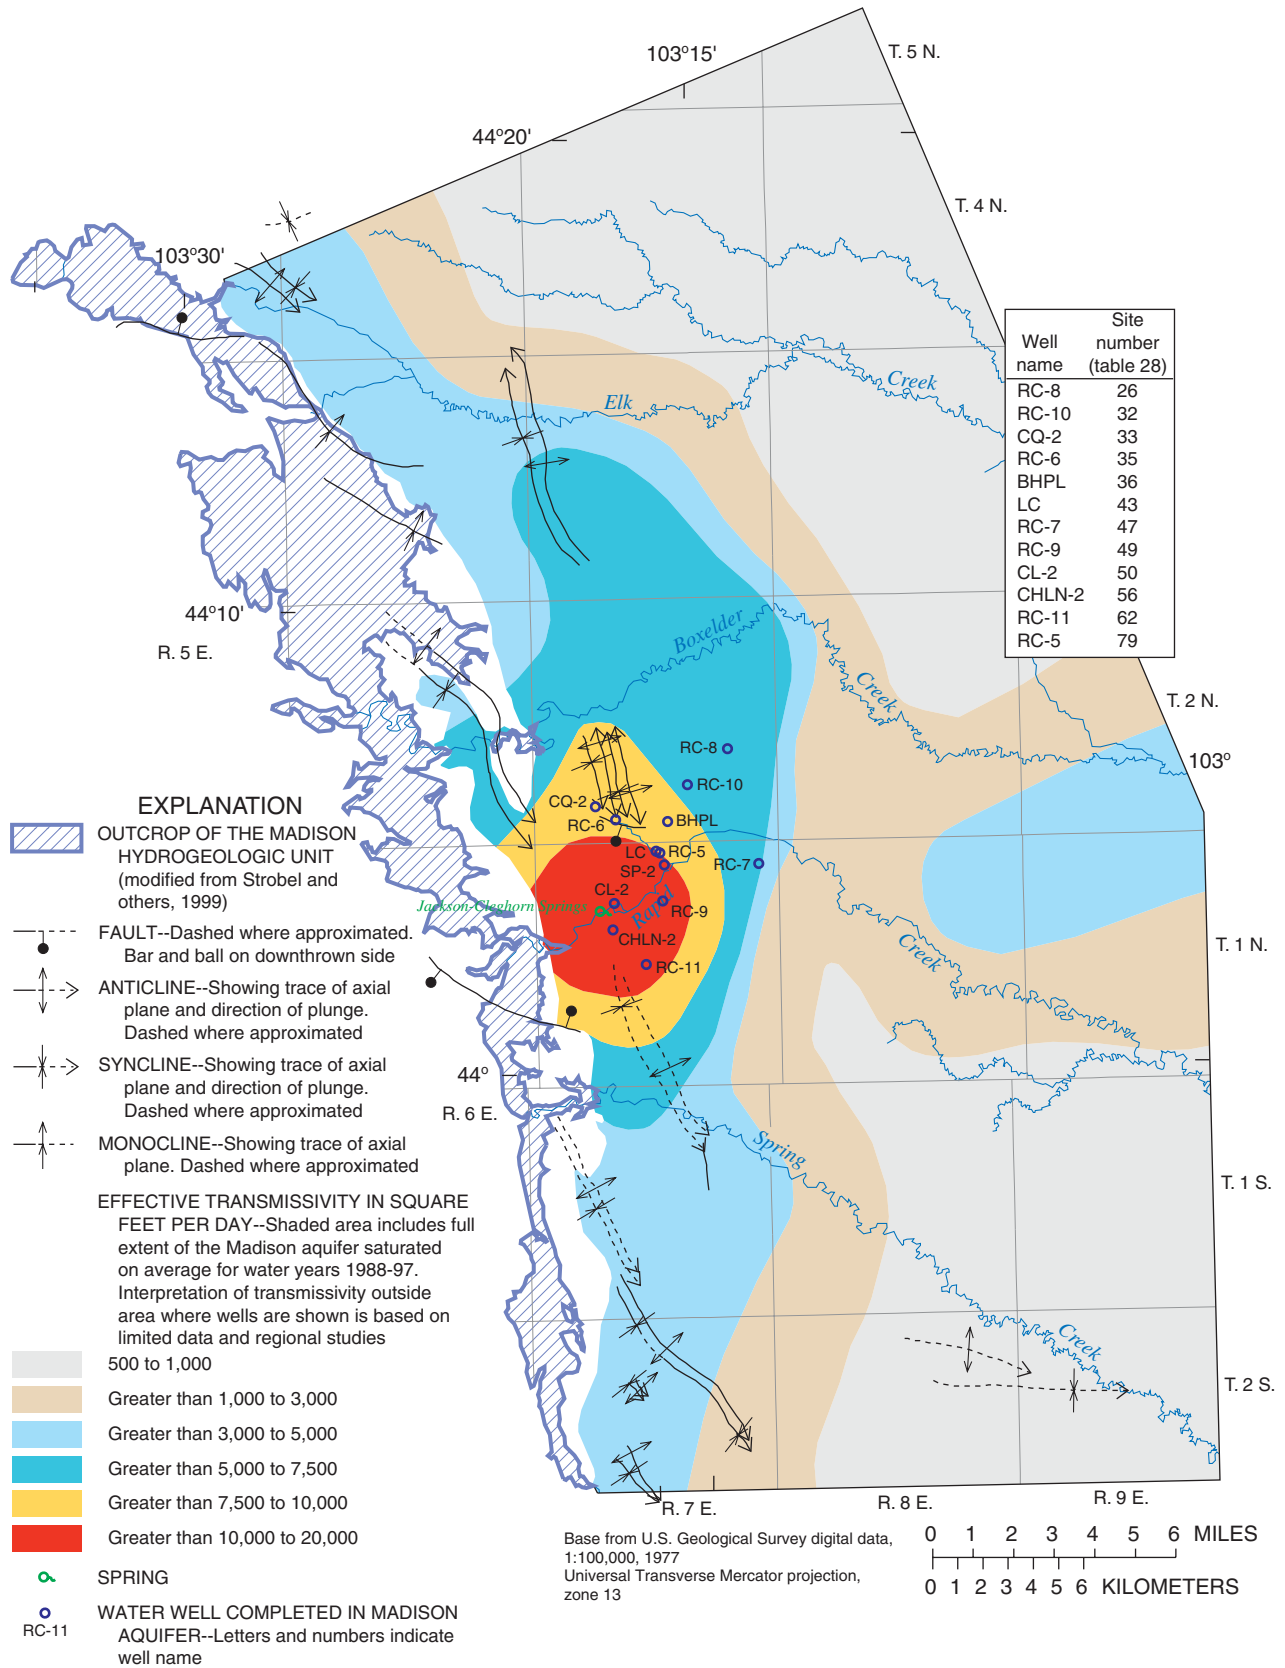 103°15'
T. 5 N.
44°20'
T. 4 N.
103°30'
Well name
Site number (table 28)
RC-8 26
RC-10 32
CQ-2 33
RC-6 35
BHPL 36
LC 43
RC-7 47
RC-9 49
CL-2 50
CHLN-2 56
RC-11 62
RC-5 79
Elk
Creek
44°10'
R. 5 E.
Boxelder
Creek
T. 2 N.
103°
RC-8
RC-10
CQ-2
RC-6
BHPL
LC
RC-5
SP-2
RC-7
CL-2
Jackson-Cleghorn Springs
Rapid
RC-9
CHLN-2
RC-11
Creek
T. 1 N.
44°
R. 6 E.
Spring
Creek
T. 1 S.
T. 2 S.
R. 7 E.
R. 8 E.
R. 9 E.
EXPLANATION
OUTCROP OF THE MADISON
HYDROGEOLOGIC UNIT
(modified from Strobel and
others, 1999)
FAULT--Dashed where approximated.
Bar and ball on downthrown side
ANTICLINE--Showing trace of axial
plane and direction of plunge.
Dashed where approximated
SYNCLINE--Showing trace of axial
plane and direction of plunge.
Dashed where approximated
MONOCLINE--Showing trace of axial
plane. Dashed where approximated
EFFECTIVE TRANSMISSIVITY IN SQUARE
FEET PER DAY--Shaded area includes full
extent of the Madison aquifer saturated
on average for water years 1988-97.
Interpretation of transmissivity outside
area where wells are shown is based on
limited data and regional studies
500 to 1,000
Greater than 1,000 to 3,000
Greater than 3,000 to 5,000
Greater than 5,000 to 7,500
Greater than 7,500 to 10,000
Greater than 10,000 to 20,000
SPRING
RC-11
WATER WELL COMPLETED IN MADISON
AQUIFER--Letters and numbers indicate
well name
Base from U.S. Geological Survey digital data,
1:100,000, 1977
Universal Transverse Mercator projection,
zone 13
0 1 2 3 4 5 6 MILES
0 1 2 3 4 5 6 KILOMETERS